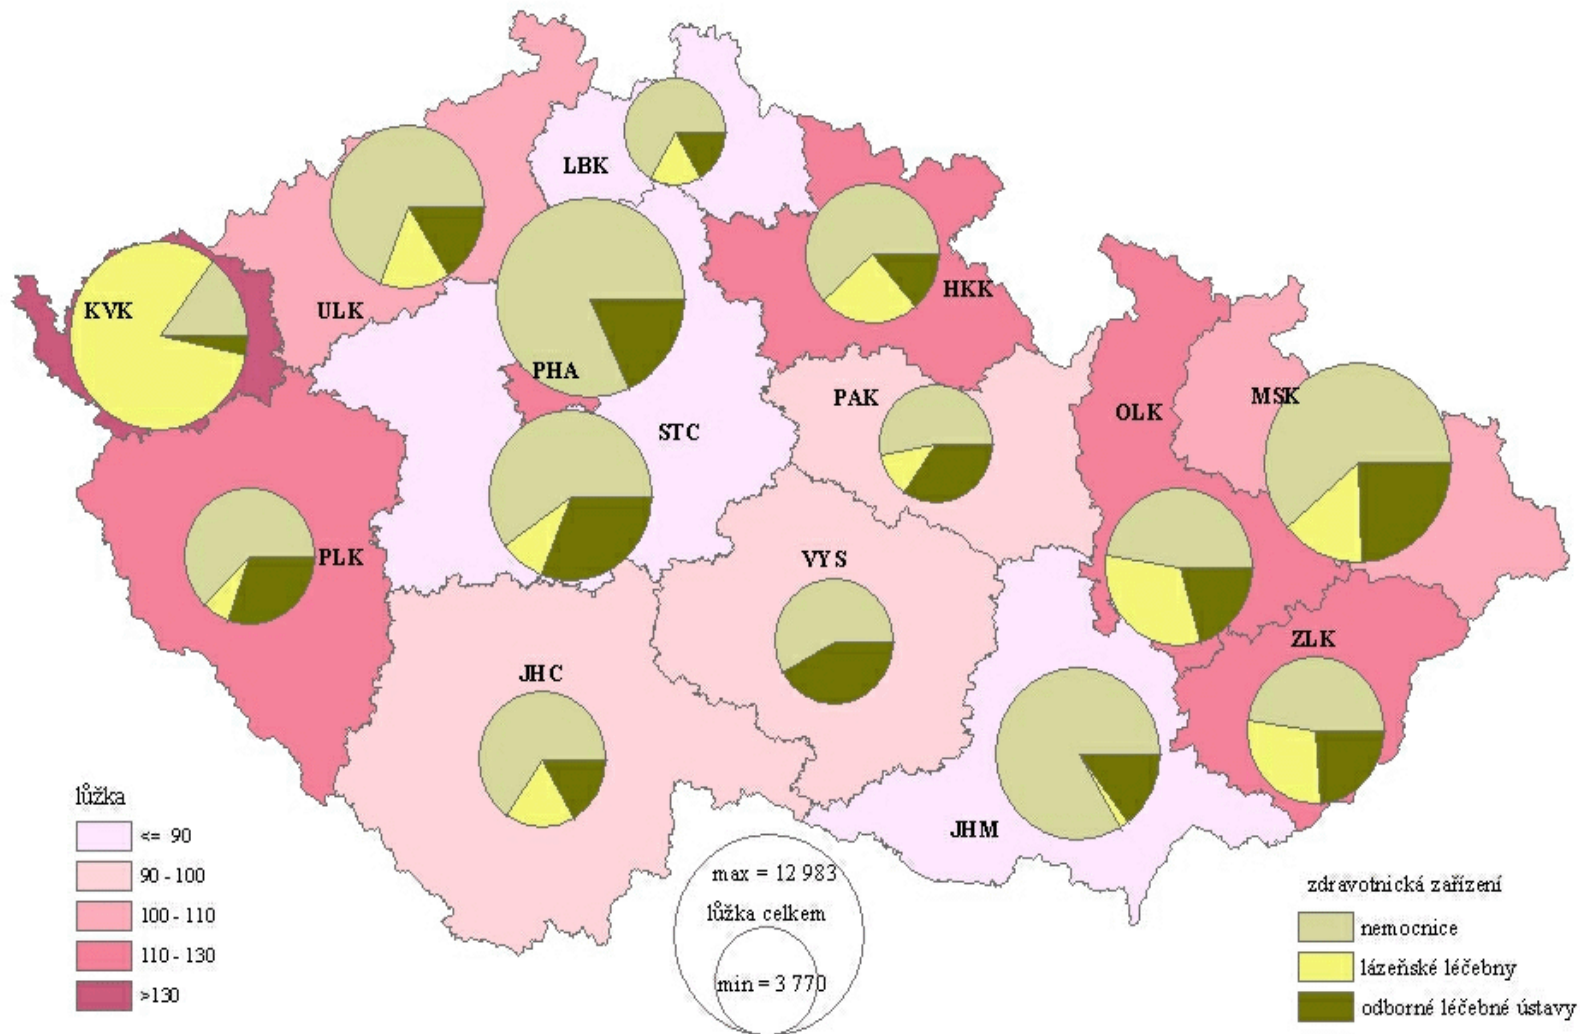 LBK
KVK
ULK
HKK
PHA
PAK
MSK
OLK
STC
PLK
VYS
ZLK
JHC
JHM
lůžka
<= 90
90 - 100
100 - 110
110 - 130
>130
max = 12 983
lůžka celkem
min = 3 770
zdravotnická zařízení
nemocnice
lázeňské léčebny
odborné léčebné ústavy